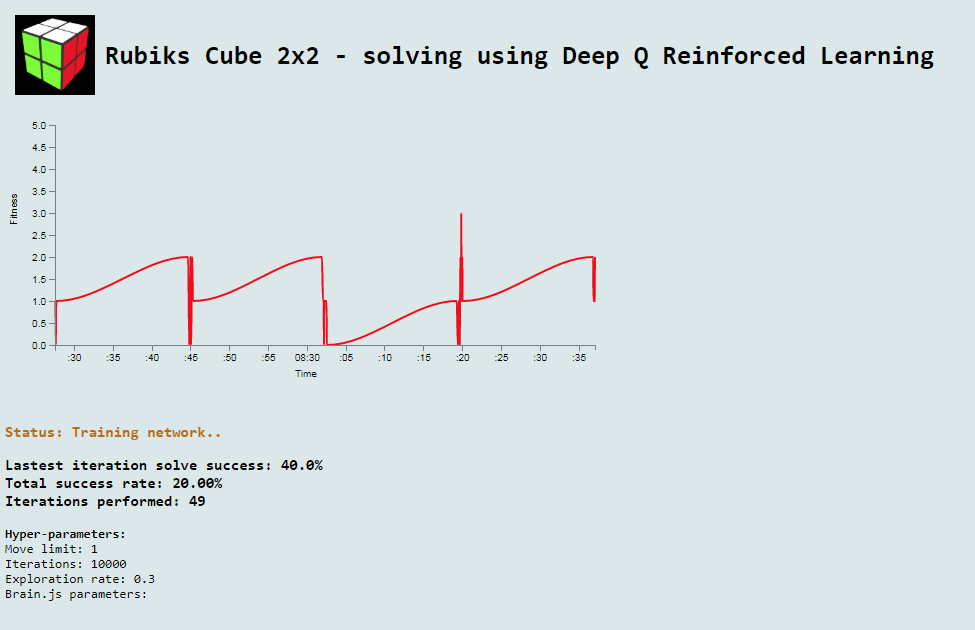 Rubiks Cube 2x2 - solving using Deep Q Reinforced Learning
5.0
4.5
4.0
3.5
3.0
2.5
2.0
1.5
1.0
0.5
0.0
Fitness
:30 :35 :40 :45 :50 :55 08:30 :05 :10 :15 :20 :25 :30 :35
Time
Status: Training network..
Lastest iteration solve success: 40.0%
Total success rate: 20.00%
Iterations performed: 49
Hyper-parameters:
Move limit: 1
Iterations: 10000
Exploration rate: 0.3
Brain.js parameters: